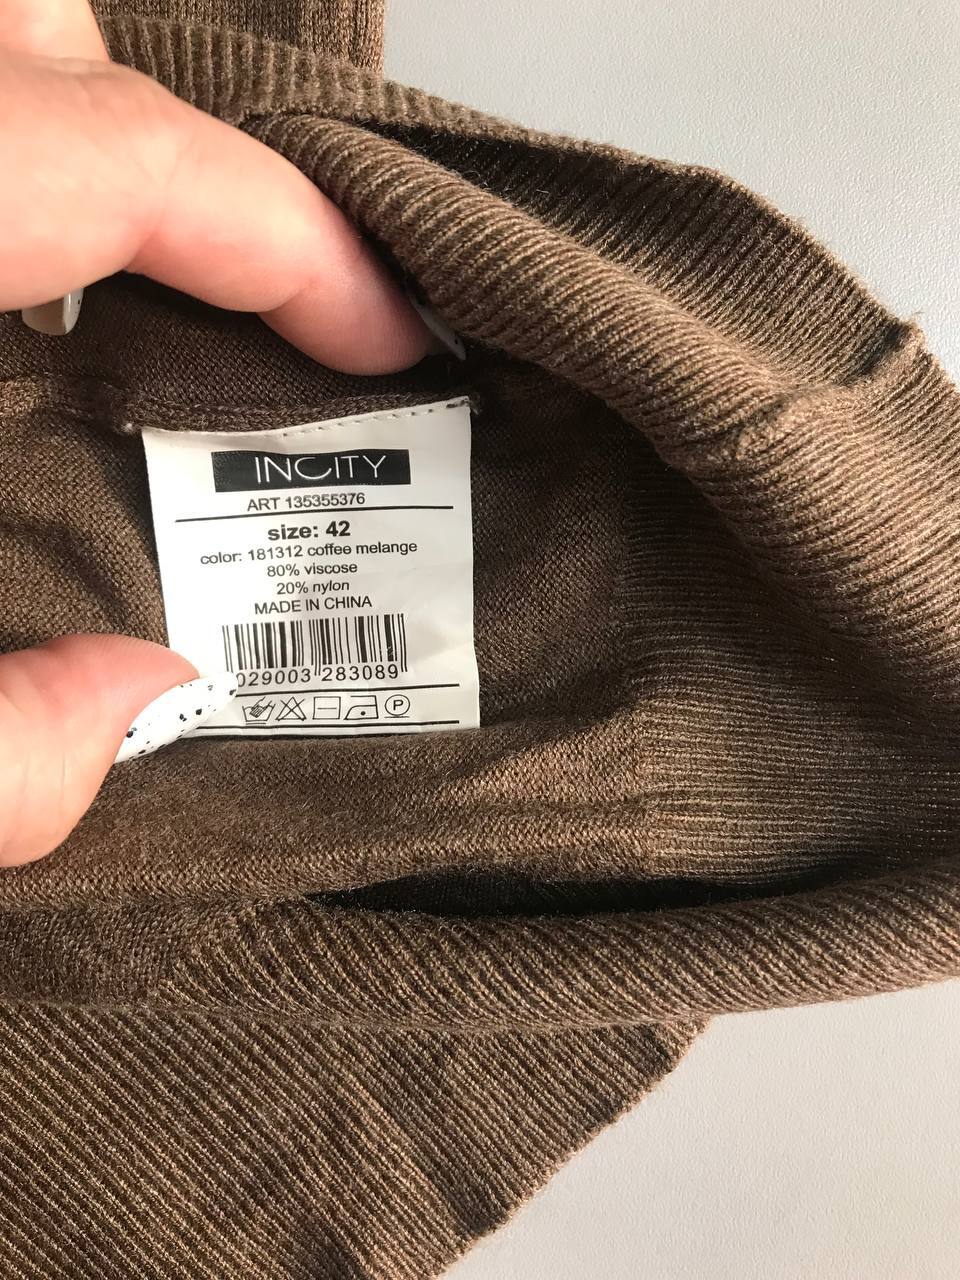 INCITY
ART 135355376
size: 42
color: 181312 coffee melange
80% viscose
20% nylon
MADE IN CHINA
029003 283089
P